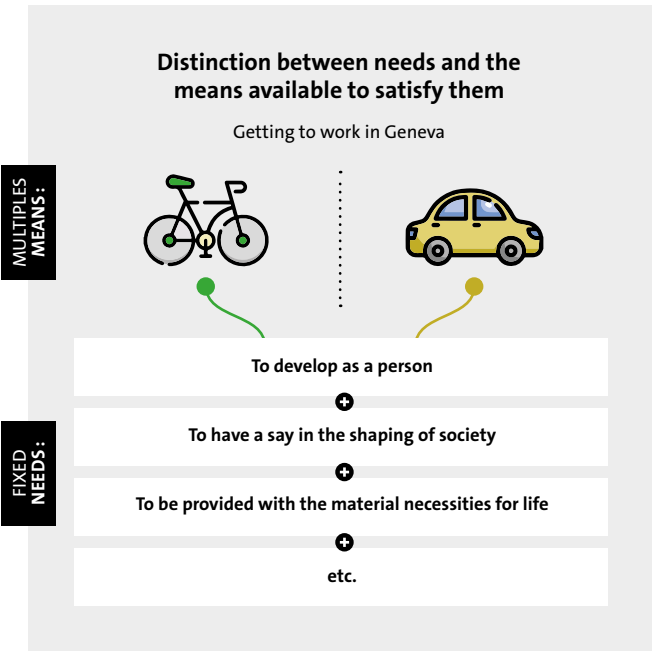 Distinction between needs and the
means available to satisfy them
Getting to work in Geneva
MULTIPLES
MEANS:
To develop as a person
To have a say in the shaping of society
FIXED
NEEDS:
To be provided with the material necessities for life
etc.